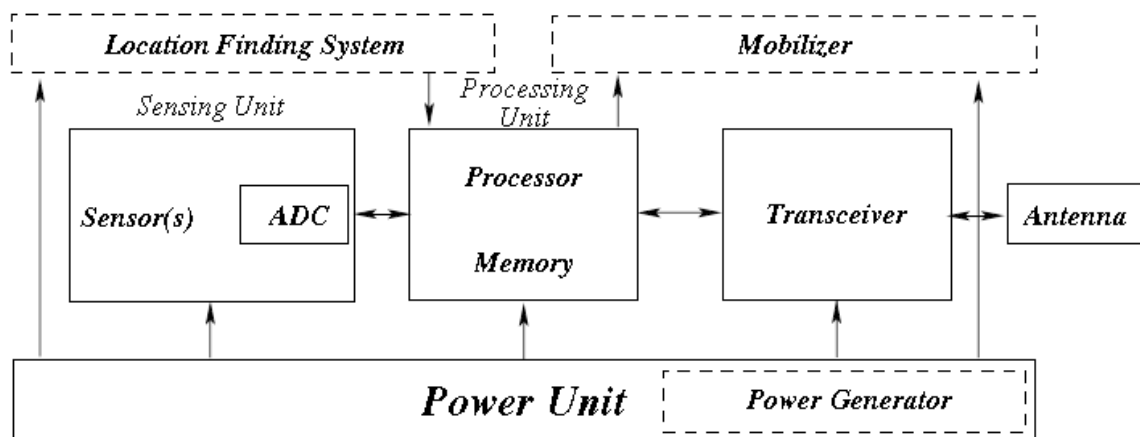 Location Finding System
Mobilizer
Sensing Unit
Processing
Unit
Processor
Sensor(s)
ADC
Transceiver
Antenna
Memory
Power Unit
Power Generator